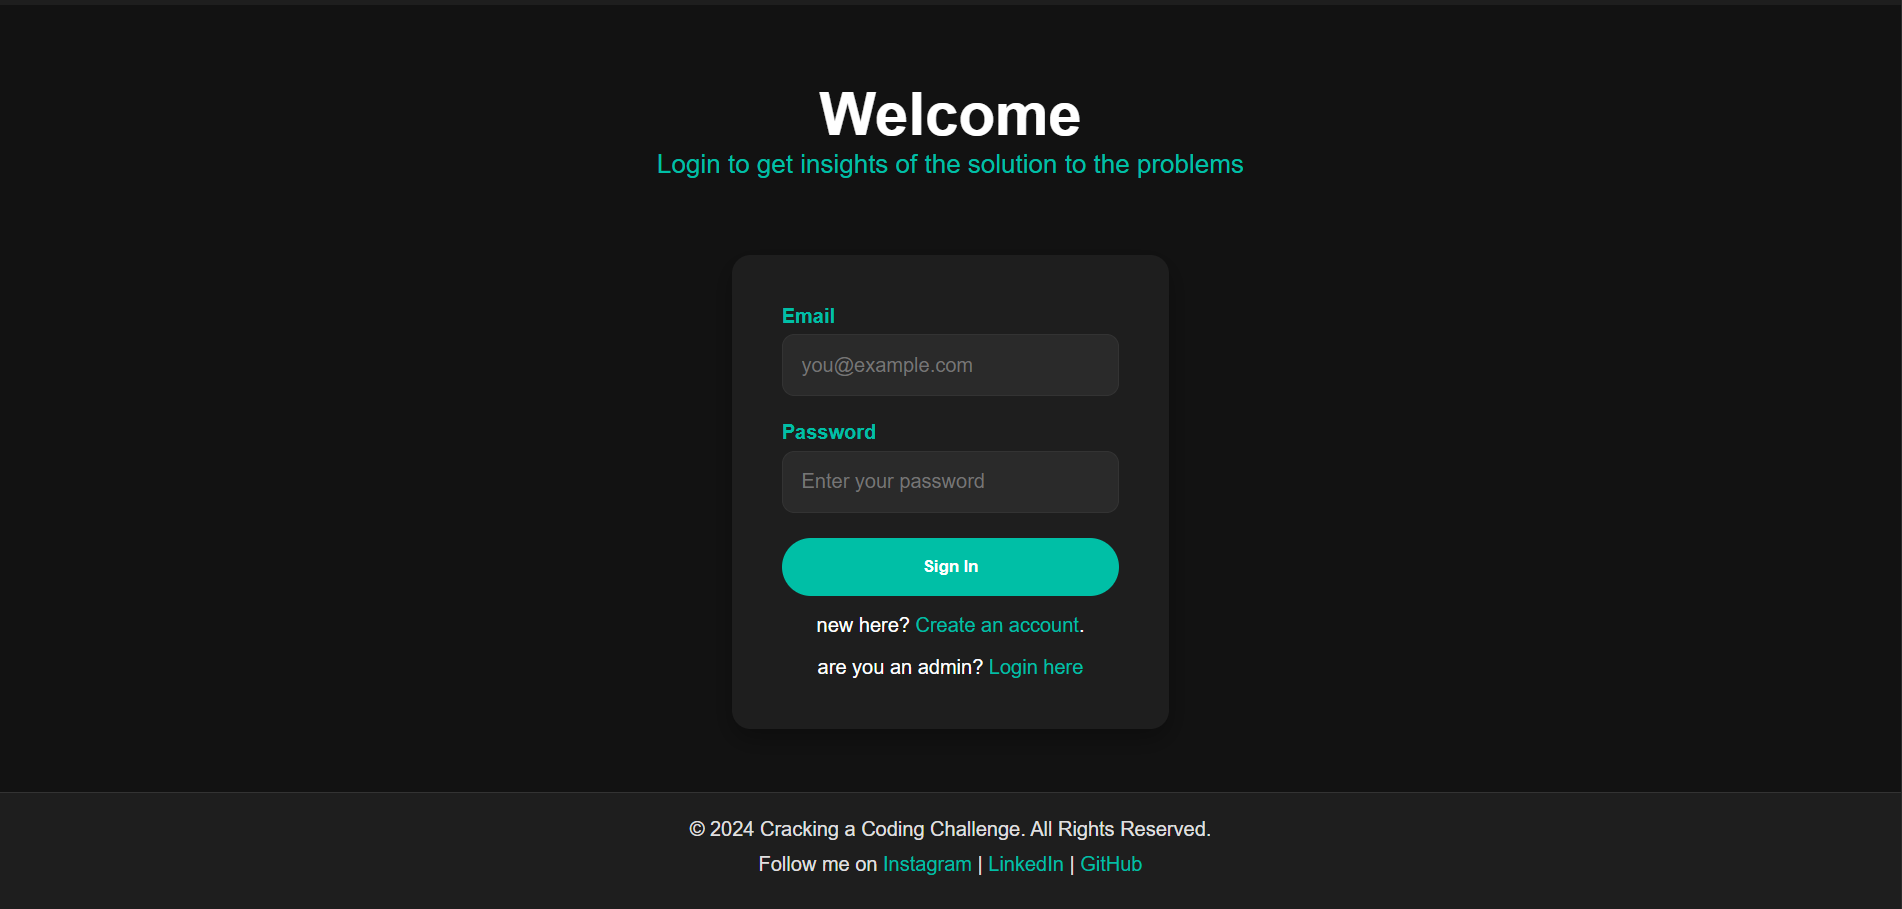 Welcome
Login to get insights of the solution to the problems
Email
you@example.com
Password
Enter your password
Sign In
new here? Create an account.
are you an admin? Login here
© 2024 Cracking a Coding Challenge. All Rights Reserved.
Follow me on Instagram | LinkedIn | GitHub